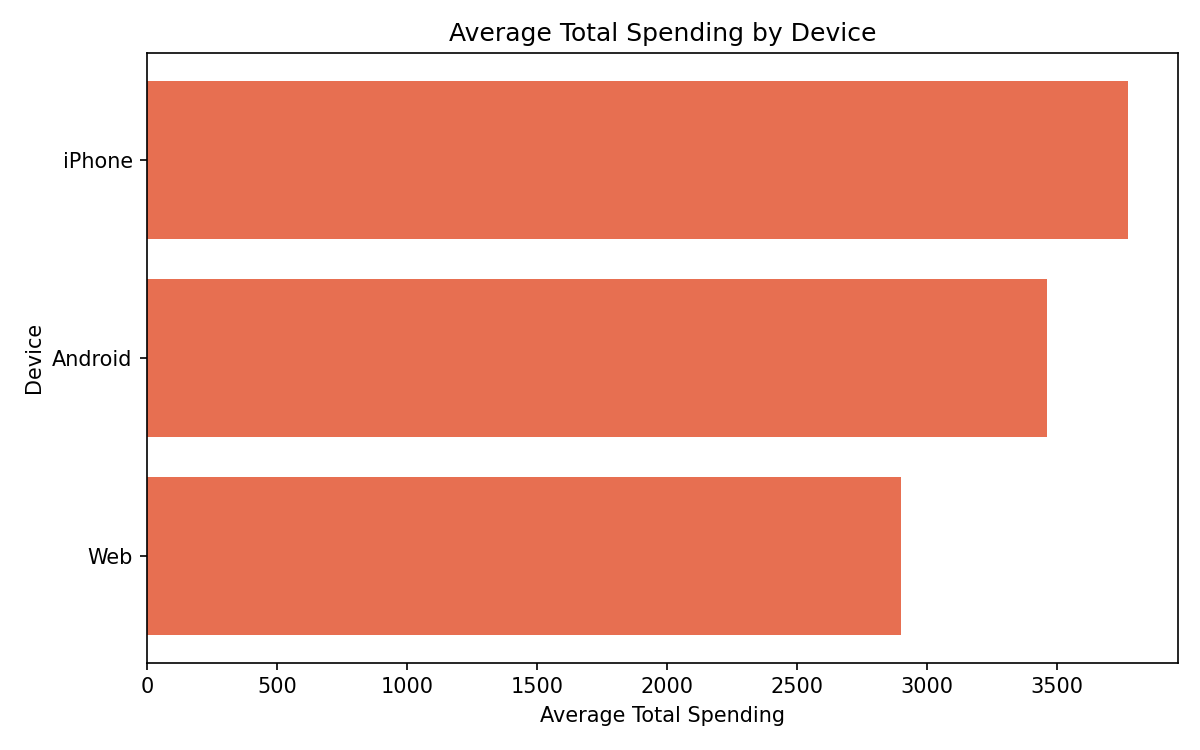 Average Total Spending by Device
iPhone
Android
Web
Device
0 500 1000 1500 2000 2500 3000 3500
Average Total Spending